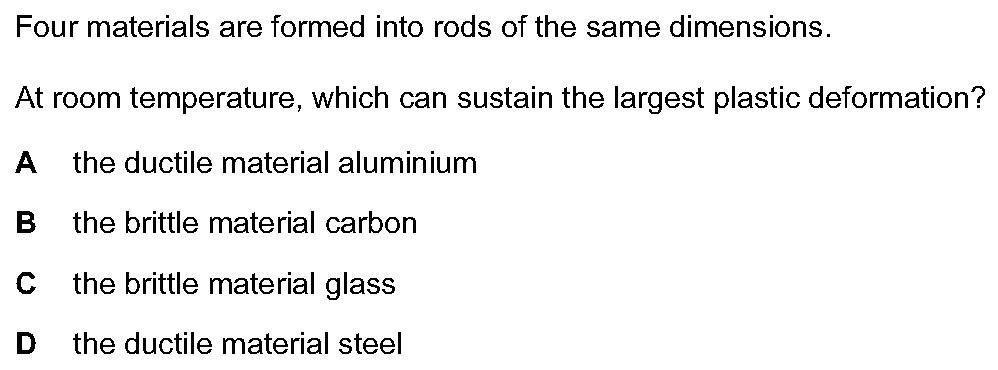 Four materials are formed into rods of the same dimensions.
At room temperature, which can sustain the largest plastic deformation?
A the ductile material aluminium
B the brittle material carbon
C the brittle material glass
D the ductile material steel